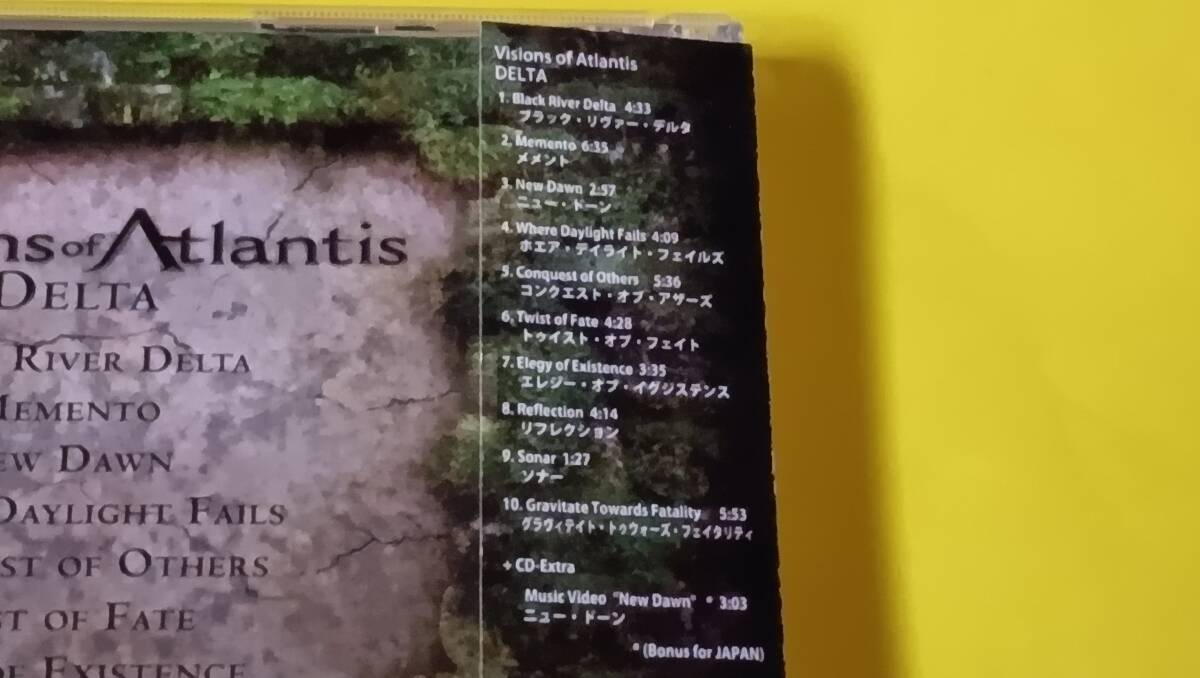 ns of Atlantis
DELTA
RIVER DELTA
MEMENTO
EW DAWN
DAYLIGHT FAILS
ST OF OTHERS
ST OF FATE
OF EXISTENCE
Visions of Atlantis
DELTA
1. Black River Delta 4:33
ブラック・リヴァー・デルタ
2. Memento 6:35
メメント
3. New Dawn 2:57
ニュー・ドーン
4. Where Daylight Fails 4:09
ホエア・デイライト・フェイルズ
5. Conquest of Others 5:36
コンクエスト・オブ・アザーズ
6. Twist of Fate 4:28
トゥイスト・オブ・フェイト
7. Elegy of Existence 3:35
エレジー・オブ・イグジステンス
8. Reflection 4:14
リフレクション
9. Sonar 1:27
ソナー
10. Gravitate Towards Fatality 5:53
グラヴィテイト・トゥウォーズ・フェイタリティ
+ CD-Extra
Music Video "New Dawn" * 3:03
ニュー・ドーン
* (Bonus for JAPAN)